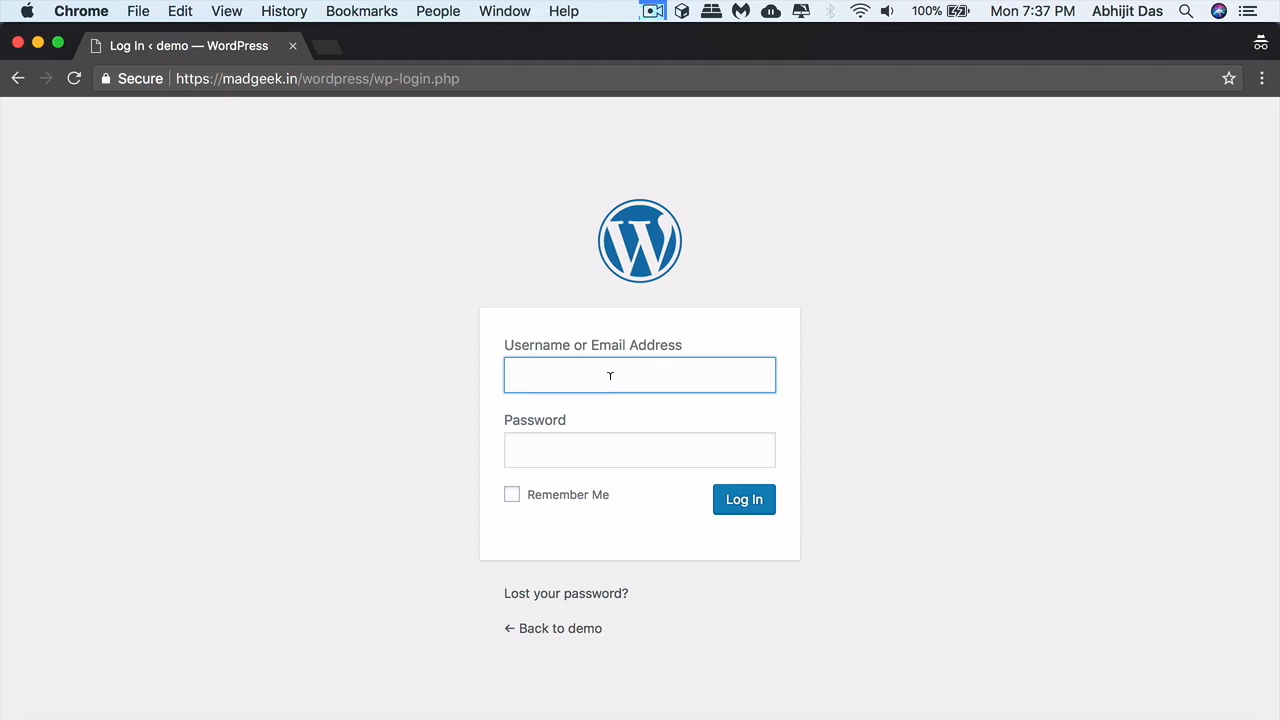 Chrome File Edit View History Bookmarks People Window Help 100% Mon 7:37 PM Abhijit Das
Log In ‹ demo — WordPress
Secure https://madgeek.in/wordpress/wp-login.php
W
Username or Email Address
Password
Remember Me
Log In
Lost your password?
← Back to demo